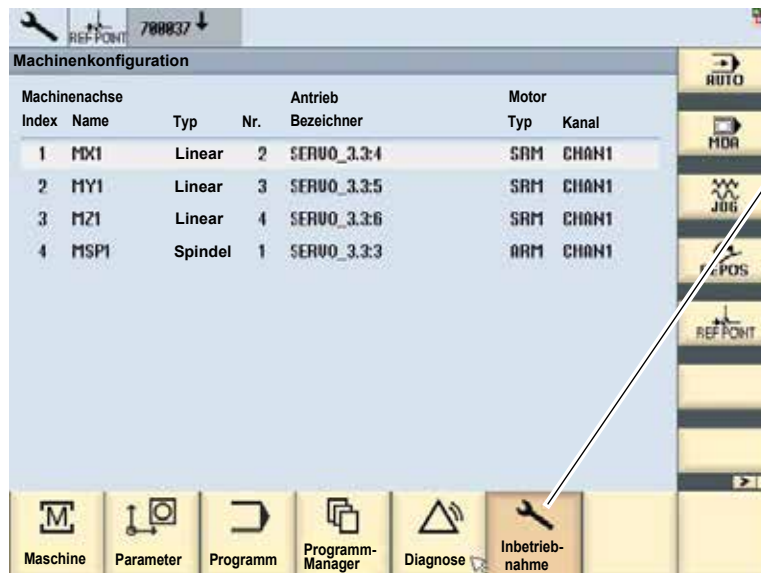 REF POINT 700037
Machinenkonfiguration
Machinenachse Antrieb Motor
Index Name Typ Nr. Bezeichner Typ Kanal
1 MX1 Linear 2 SERVO_3.3:4 SRM CHAN1
2 MY1 Linear 3 SERVO_3.3:5 SRM CHAN1
3 MZ1 Linear 4 SERVO_3.3:6 SRM CHAN1
4 MSP1 Spindel 1 SERVO_3.3:3 ARM CHAN1
AUTO
MDA
JOG
REPOS
REF POINT
M
Maschine
Parameter
Programm
Programm-
Manager
Diagnose
Inbetrieb-
nahme